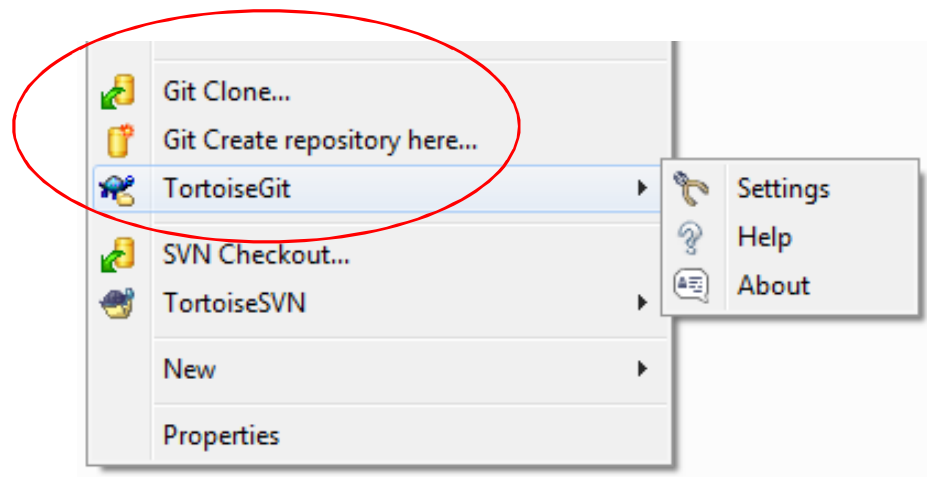 Git Clone...
Git Create repository here...
TortoiseGit
SVN Checkout...
TortoiseSVN
New
Properties
Settings
Help
About